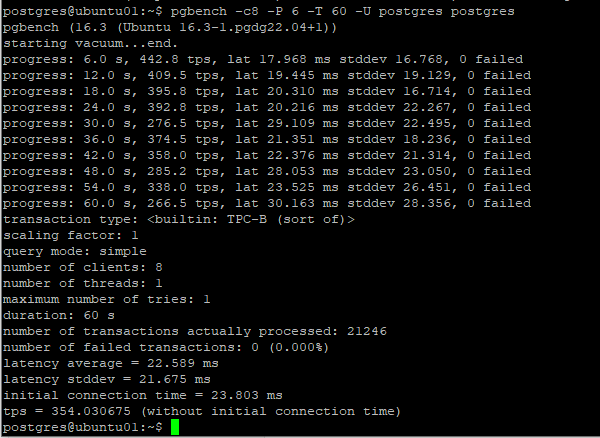 postgres@ubuntu01:~$ pgbench -c8 -P 6 -T 60 -U postgres postgres
pgbench (16.3 (Ubuntu 16.3-1.pgdg22.04+1))
starting vacuum...end.
progress: 6.0 s, 442.8 tps, lat 17.968 ms stddev 16.768, 0 failed
progress: 12.0 s, 409.5 tps, lat 19.445 ms stddev 19.129, 0 failed
progress: 18.0 s, 395.8 tps, lat 20.310 ms stddev 16.714, 0 failed
progress: 24.0 s, 392.8 tps, lat 20.216 ms stddev 22.267, 0 failed
progress: 30.0 s, 276.5 tps, lat 29.109 ms stddev 22.495, 0 failed
progress: 36.0 s, 374.5 tps, lat 21.351 ms stddev 18.236, 0 failed
progress: 42.0 s, 358.0 tps, lat 22.376 ms stddev 21.314, 0 failed
progress: 48.0 s, 285.2 tps, lat 28.053 ms stddev 23.050, 0 failed
progress: 54.0 s, 338.0 tps, lat 23.525 ms stddev 26.451, 0 failed
progress: 60.0 s, 266.5 tps, lat 30.163 ms stddev 28.356, 0 failed
transaction type: <builtin: TPC-B (sort of)>
scaling factor: 1
query mode: simple
number of clients: 8
number of threads: 1
maximum number of tries: 1
duration: 60 s
number of transactions actually processed: 21246
number of failed transactions: 0 (0.000%)
latency average = 22.589 ms
latency stddev = 21.675 ms
initial connection time = 23.803 ms
tps = 354.030675 (without initial connection time)
postgres@ubuntu01:~$